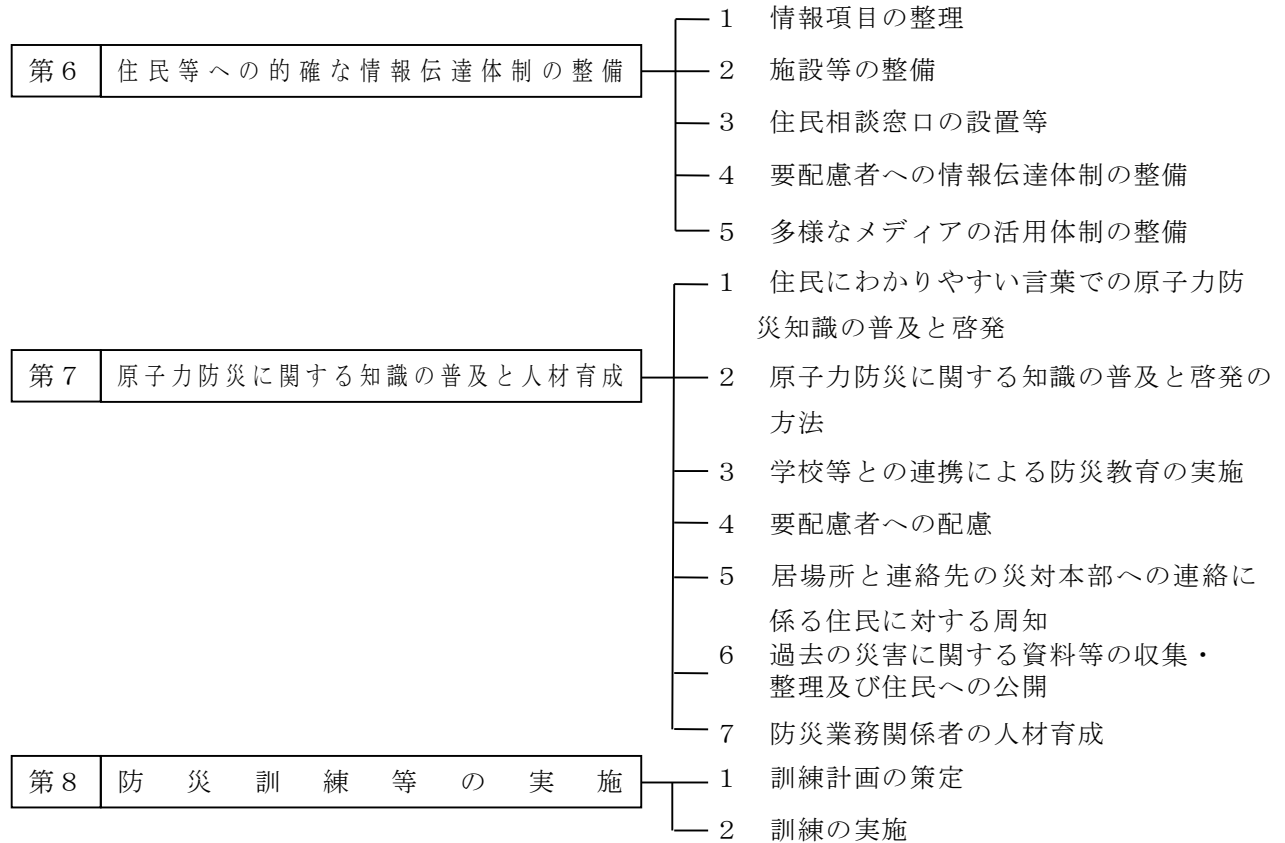 第６ 住民等への的確な情報伝達体制の整備
１ 情報項目の整理
２ 施設等の整備
３ 住民相談窓口の設置等
４ 要配慮者への情報伝達体制の整備
５ 多様なメディアの活用体制の整備
第７ 原子力防災に関する知識の普及と人材育成
１ 住民にわかりやすい言葉での原子力防
災知識の普及と啓発
２ 原子力防災に関する知識の普及と啓発の
方法
３ 学校等との連携による防災教育の実施
４ 要配慮者への配慮
５ 居場所と連絡先の災対本部への連絡に
係る住民に対する周知
６ 過去の災害に関する資料等の収集・
整理及び住民への公開
７ 防災業務関係者の人材育成
第８ 防災訓練等の実施
１ 訓練計画の策定
２ 訓練の実施